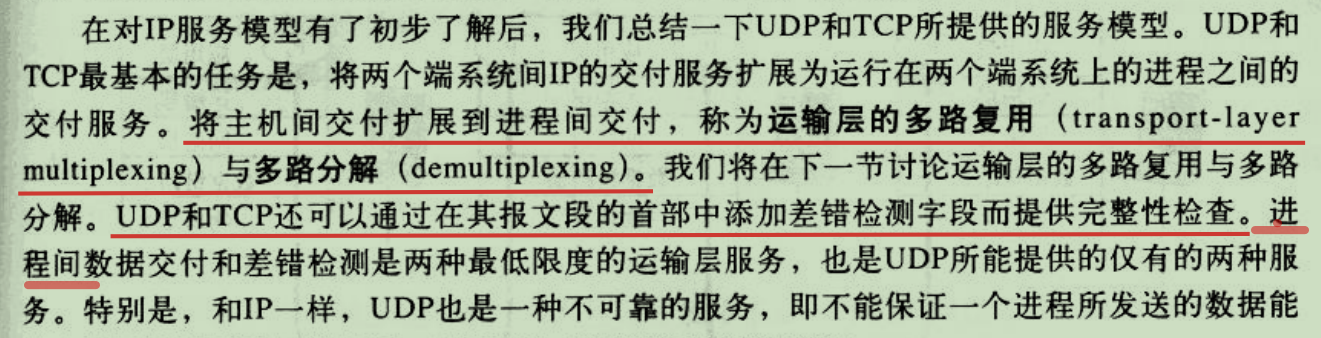 在对IP服务模型有了初步了解后，我们总结一下UDP和TCP所提供的服务模型。UDP和
TCP最基本的任务是，将两个端系统间IP的交付服务扩展为运行在两个端系统上的进程之间的
交付服务。将主机间交付扩展到进程间交付，称为运输层的多路复用（transport-layer
multiplexing）与多路分解（demultiplexing）。我们将在下一节讨论运输层的多路复用与多路
分解。UDP和TCP还可以通过在其报文段的首部中添加差错检测字段而提供完整性检查。进
程间数据交付和差错检测是两种最低限度的运输层服务，也是UDP所能提供的仅有的两种服
务。特别是，和IP一样，UDP也是一种不可靠的服务，即不能保证一个进程所发送的数据能